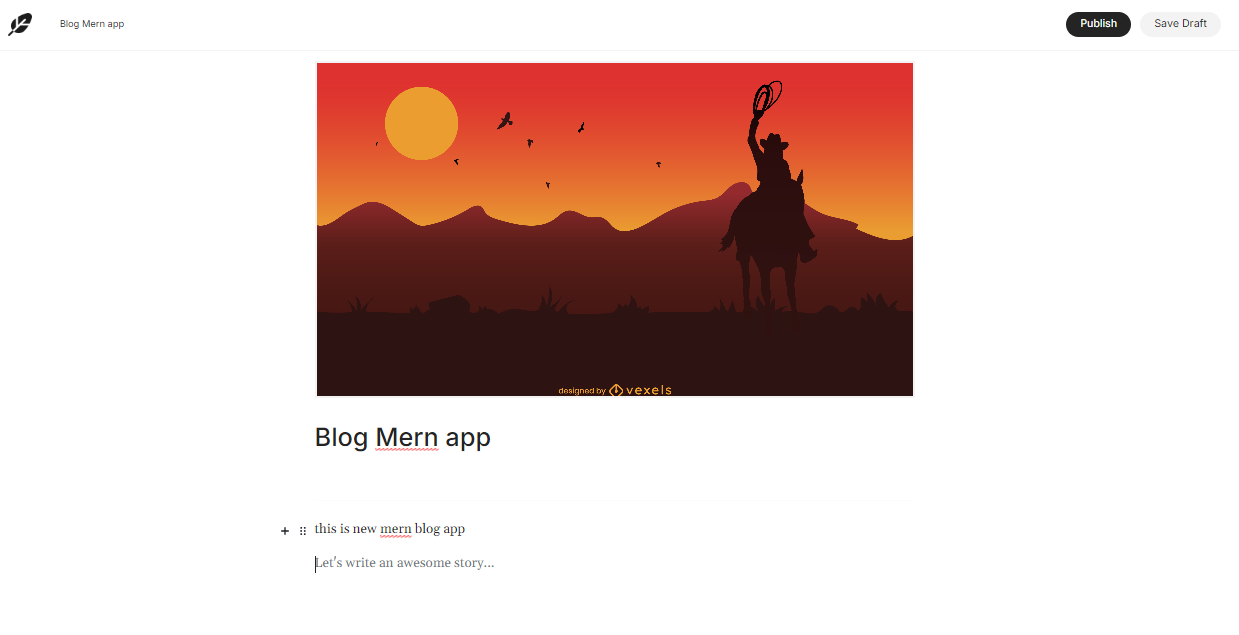 Blog Mern app
Publish
Save Draft
designed by vexels
Blog Mern app
this is new mern blog app
Let's write an awesome story...